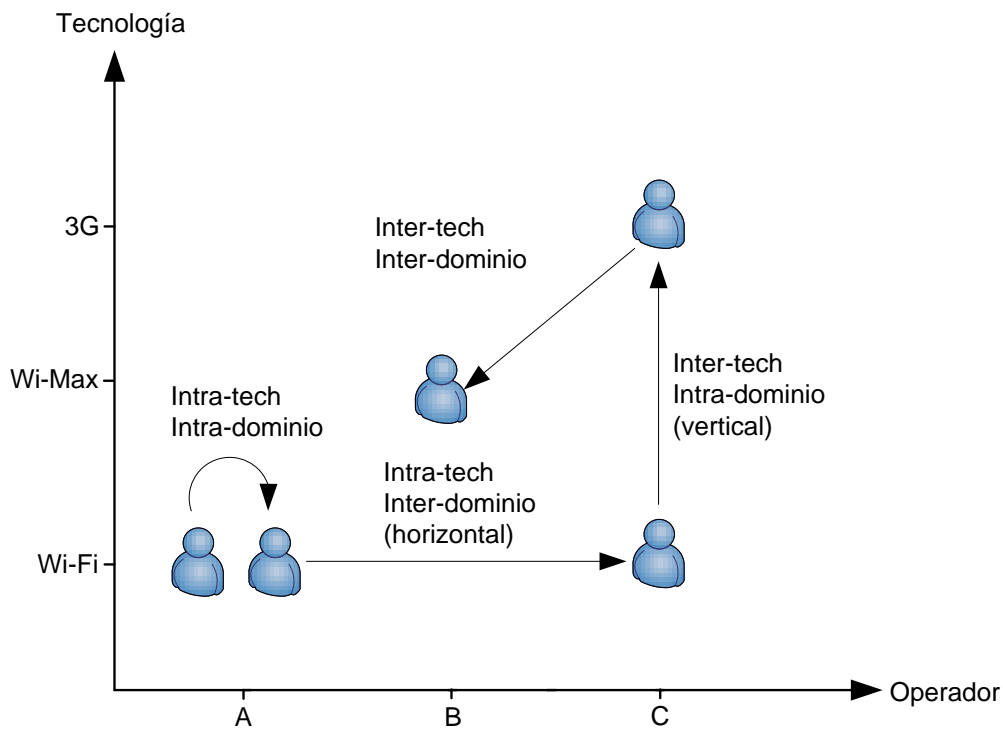 Tecnología
3G
Inter-tech
Inter-dominio
Wi-Max
Inter-tech
Intra-dominio
(vertical)
Intra-tech
Intra-dominio
Intra-tech
Inter-dominio
(horizontal)
Wi-Fi
Operador
A
B
C